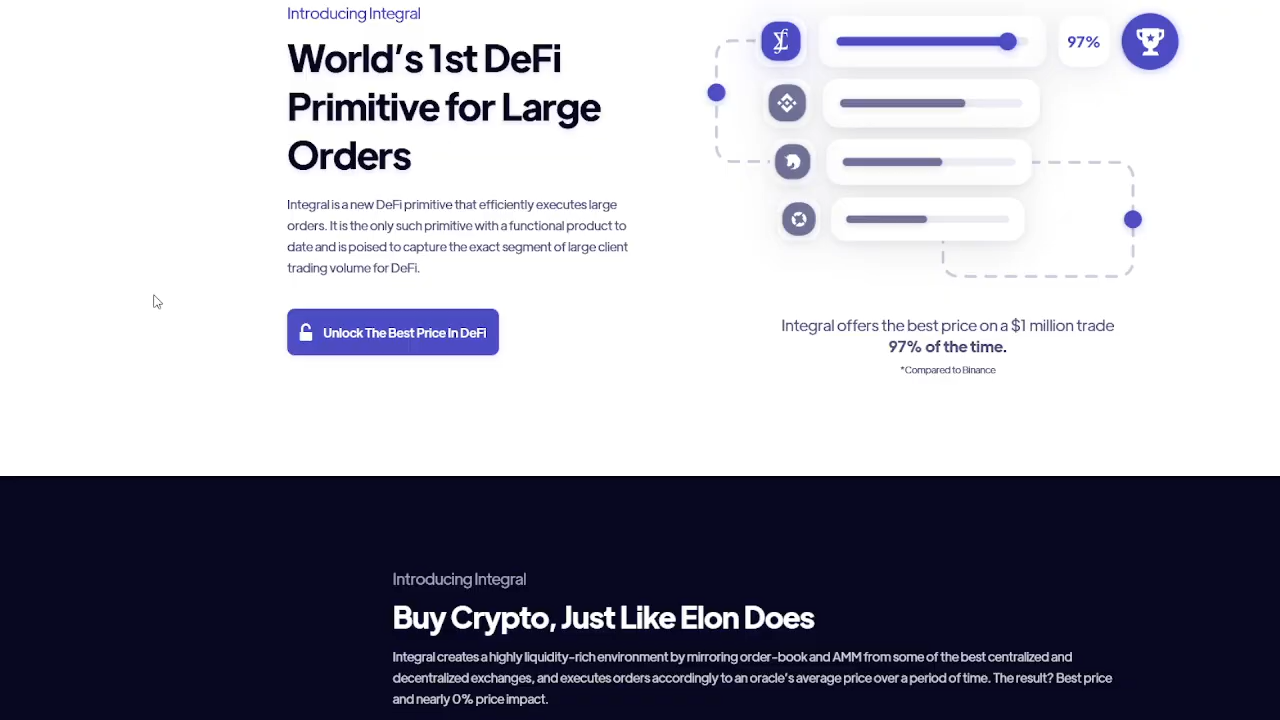 Introducing Integral
World's 1st DeFi
Primitive for Large
Orders
Integral is a new DeFi primitive that efficiently executes large
orders. It is the only such primitive with a functional product to
date and is poised to capture the exact segment of large client
trading volume for DeFi.
Unlock The Best Price In DeFi
97%
Integral offers the best price on a $1 million trade
97% of the time.
*Compared to Binance
Introducing Integral
Buy Crypto, Just Like Elon Does
Integral creates a highly liquidity-rich environment by mirroring order-book and AMM from some of the best centralized and
decentralized exchanges, and executes orders accordingly to an oracle's average price over a period of time. The result? Best price
and nearly 0% price impact.